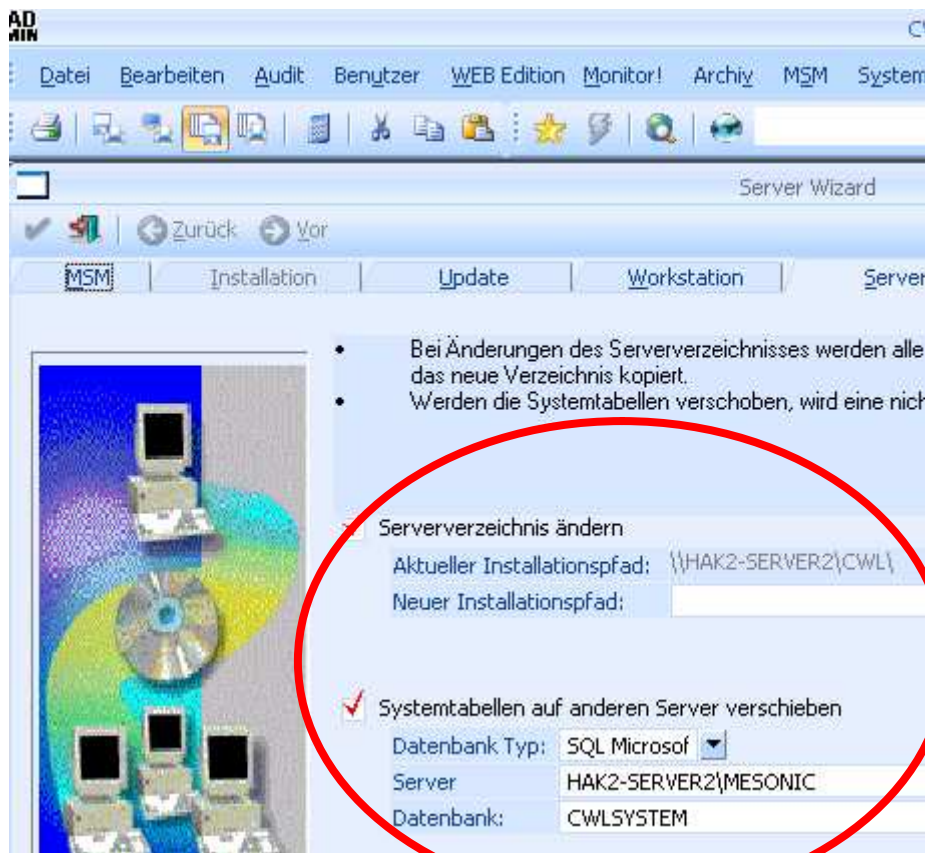 AD
MIN
Datei Bearbeiten Audit Benutzer WEB Edition Monitor! Archiv MSM System
Server Wizard
Zurück Vor
MSM Installation Update Workstation Server
• Bei Änderungen des Serververzeichnisses werden alle
das neue Verzeichnis kopiert.
• Werden die Systemtabellen verschoben, wird eine nich
Serververzeichnis ändern
Aktueller Installationspfad: \\HAK2-SERVER2\CWL\
Neuer Installationspfad:
Systemtabellen auf anderen Server verschieben
Datenbank Typ: SQL Microsof
Server HAK2-SERVER2\MESONIC
Datenbank: CWLSYSTEM